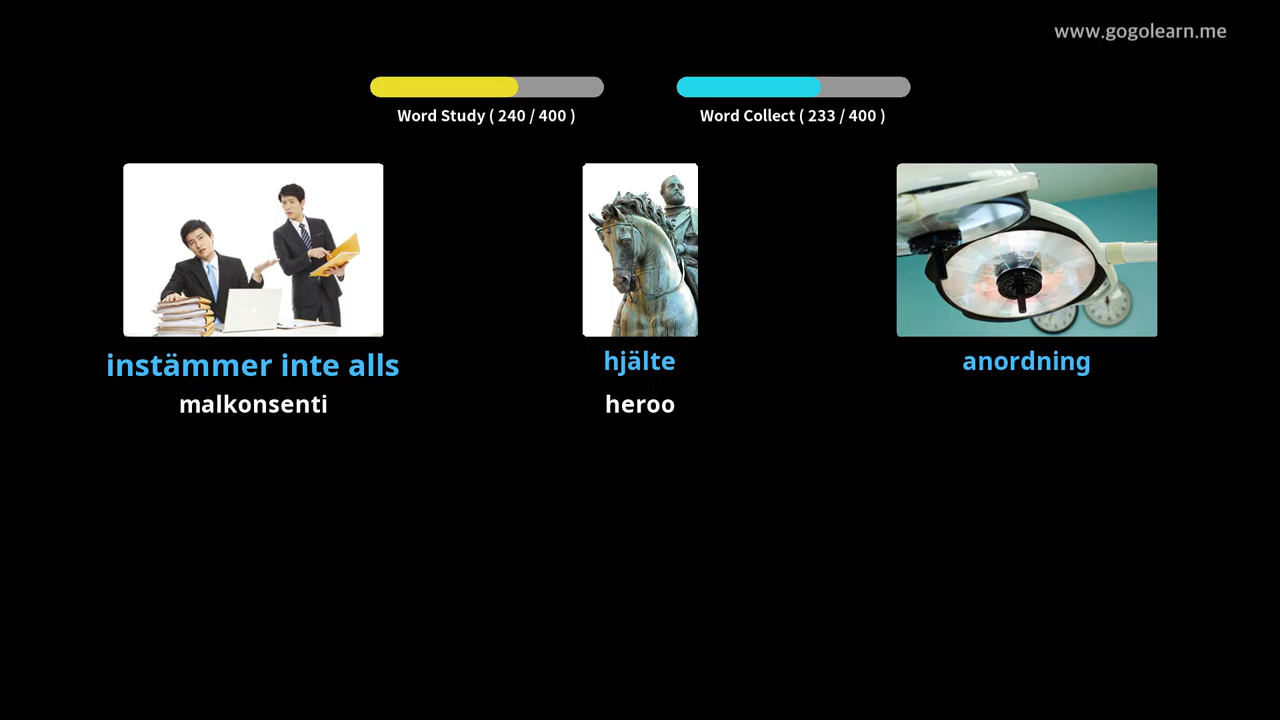 www.gogolearn.me
Word Study ( 240 / 400 )
Word Collect ( 233 / 400 )
instämmer inte alls
malkonsenti
hjälte
heroo
anordning